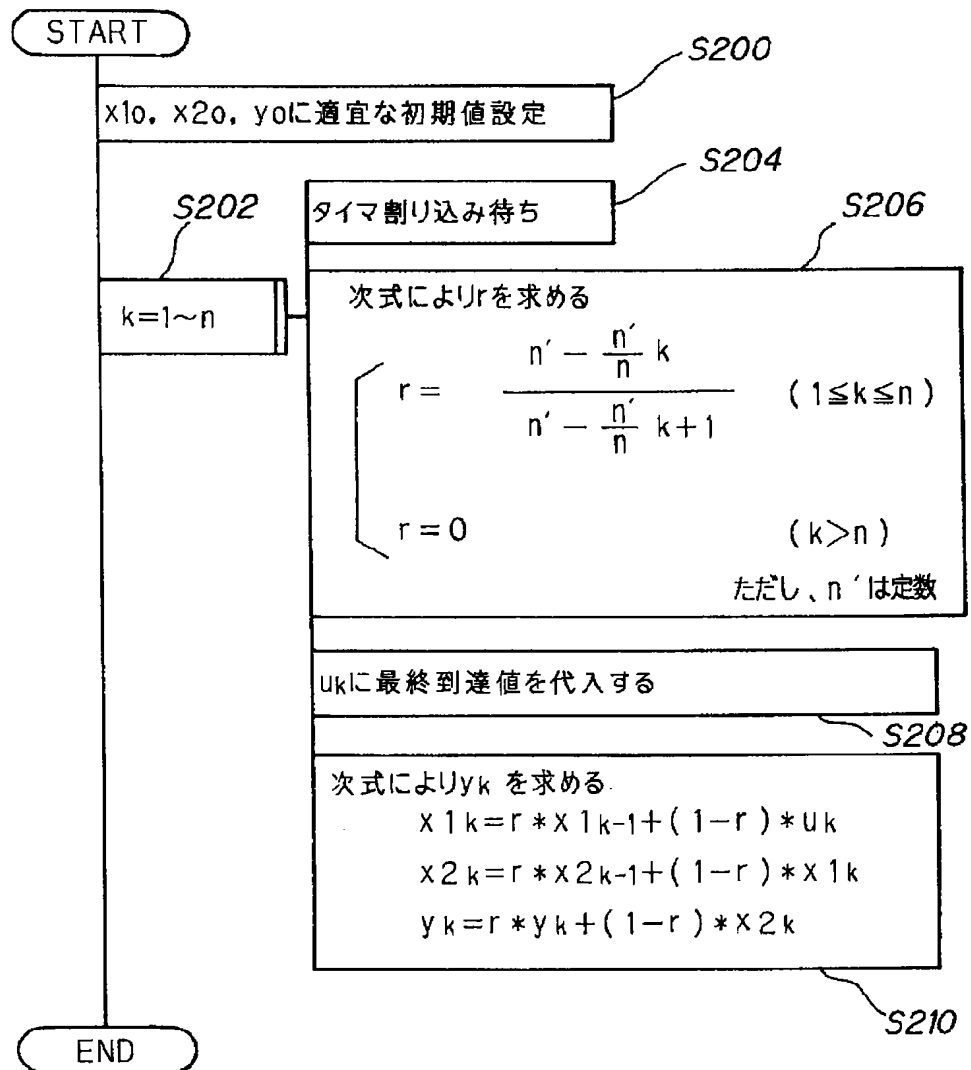 START
S200
x1o, x2o, yoに適宜な初期値設定
S204
タイマ割り込み待ち
S202
k=1~n
S206
次式によりrを求める
r= n′ - n′/n k / n′ - n′/n k+1 (1≦k≦n)
r=0 (k>n)
ただし、n′は定数
ukに最終到達値を代入する
S208
次式によりyk を求める
x1k=r*x1k-1+(1-r)*uk
x2k=r*x2k-1+(1-r)*x1k
yk=r*yk+(1-r)*x2k
S210
END